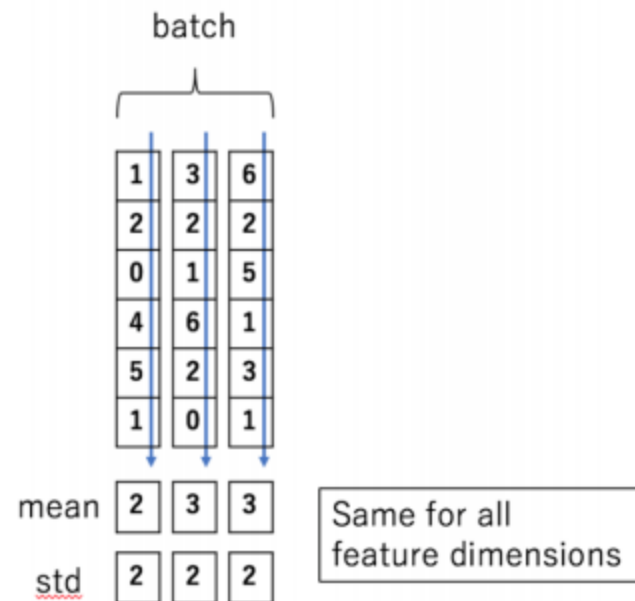 batch
1 3 6
2 2 2
0 1 5
4 6 1
5 2 3
1 0 1
mean 2 3 3
Same for all
feature dimensions
std 2 2 2